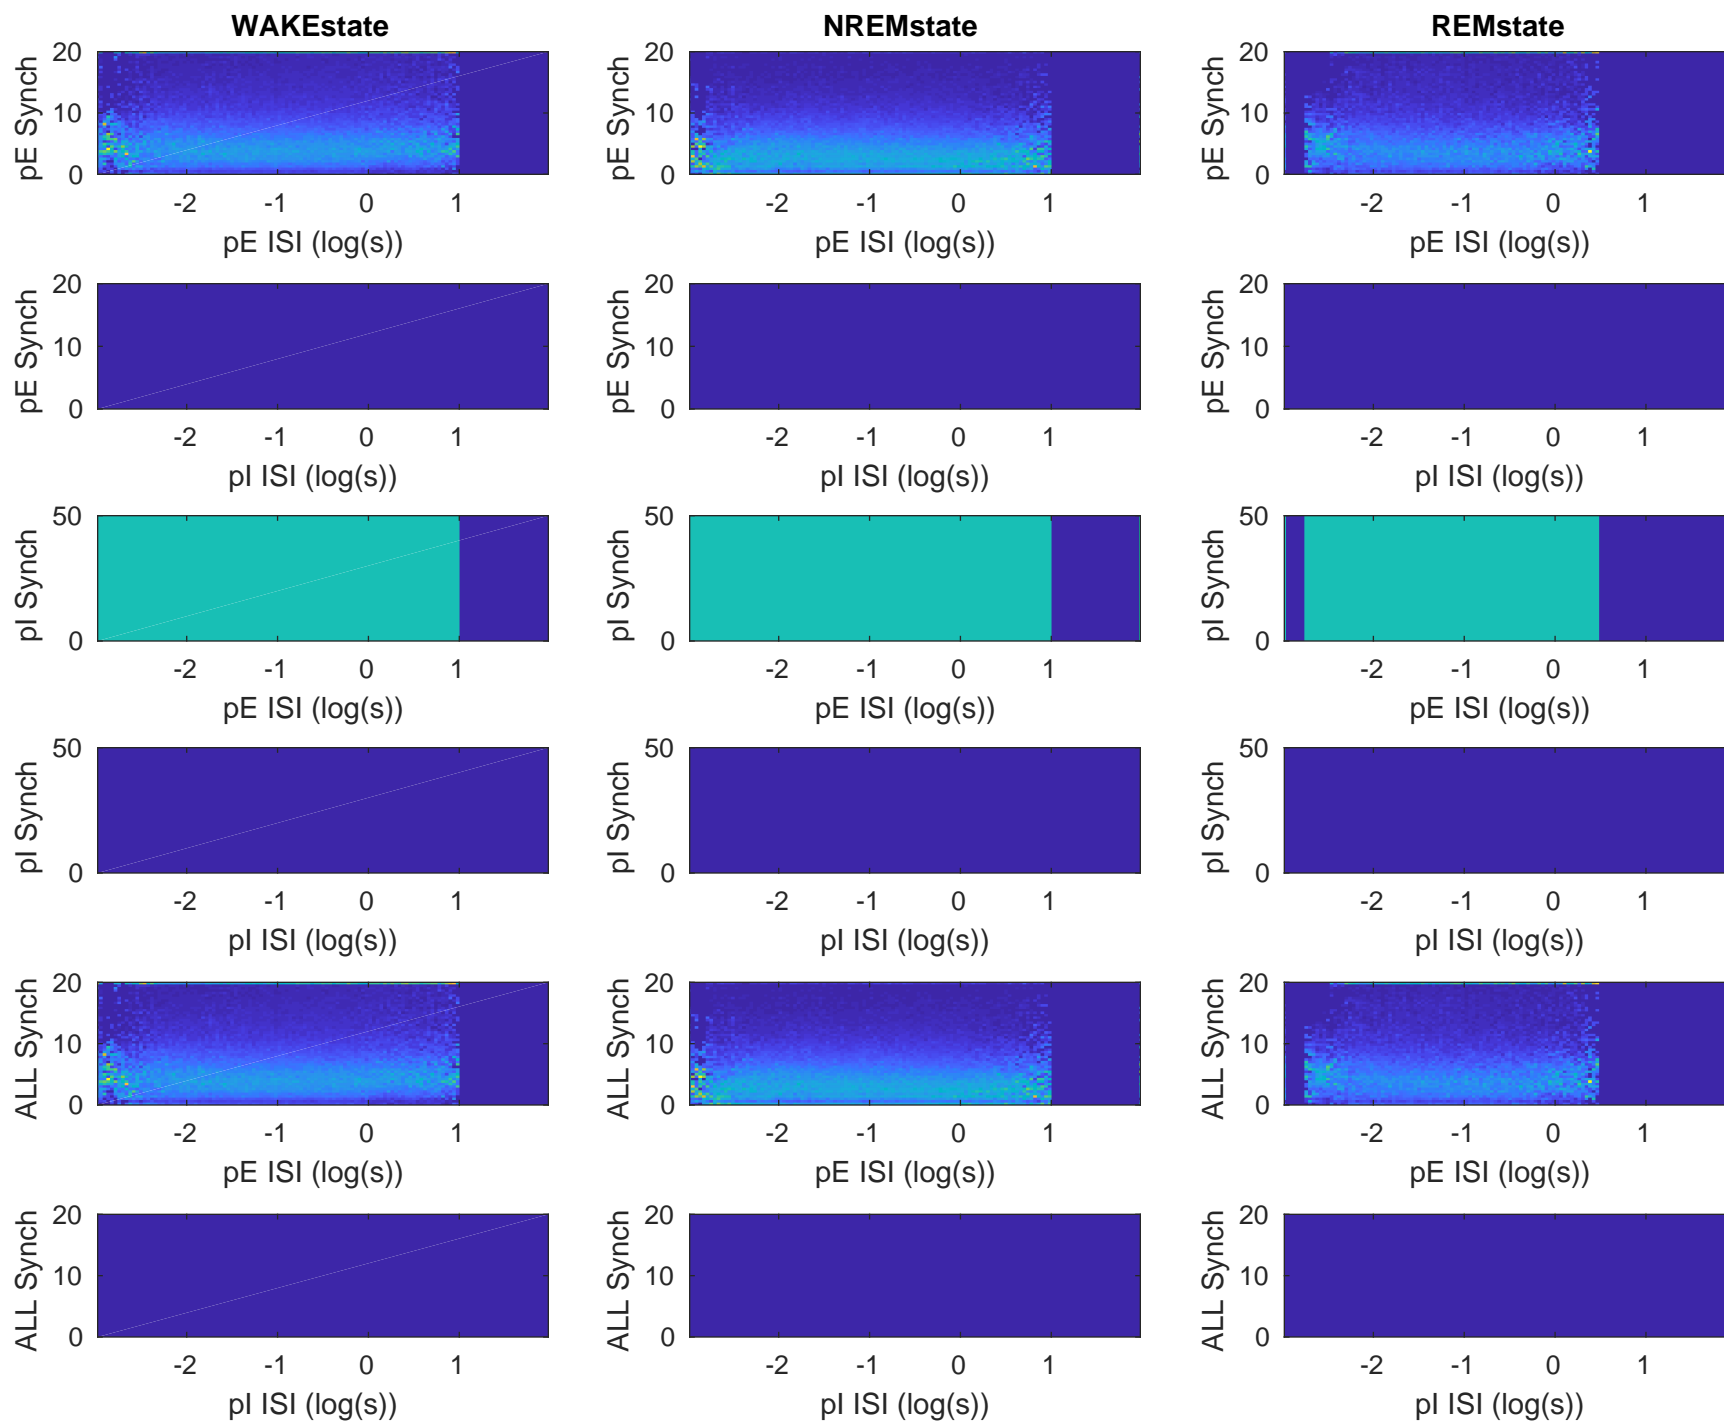 WAKEstate NREMstate REMstate
20 20 20
pE Synch pE Synch pE Synch
10 10 10
0 0 0
-2 -1 0 1 -2 -1 0 1 -2 -1 0 1
pE ISI (log(s)) pE ISI (log(s)) pE ISI (log(s))
20 20 20
pE Synch pE Synch pE Synch
10 10 10
0 0 0
-2 -1 0 1 -2 -1 0 1 -2 -1 0 1
pI ISI (log(s)) pI ISI (log(s)) pI ISI (log(s))
50 50 50
pI Synch pI Synch pI Synch
0 0 0
-2 -1 0 1 -2 -1 0 1 -2 -1 0 1
pE ISI (log(s)) pE ISI (log(s)) pE ISI (log(s))
50 50 50
pI Synch pI Synch pI Synch
0 0 0
-2 -1 0 1 -2 -1 0 1 -2 -1 0 1
pI ISI (log(s)) pI ISI (log(s)) pI ISI (log(s))
20 20 20
ALL Synch ALL Synch ALL Synch
10 10 10
0 0 0
-2 -1 0 1 -2 -1 0 1 -2 -1 0 1
pE ISI (log(s)) pE ISI (log(s)) pE ISI (log(s))
20 20 20
ALL Synch ALL Synch ALL Synch
10 10 10
0 0 0
-2 -1 0 1 -2 -1 0 1 -2 -1 0 1
pI ISI (log(s)) pI ISI (log(s)) pI ISI (log(s))